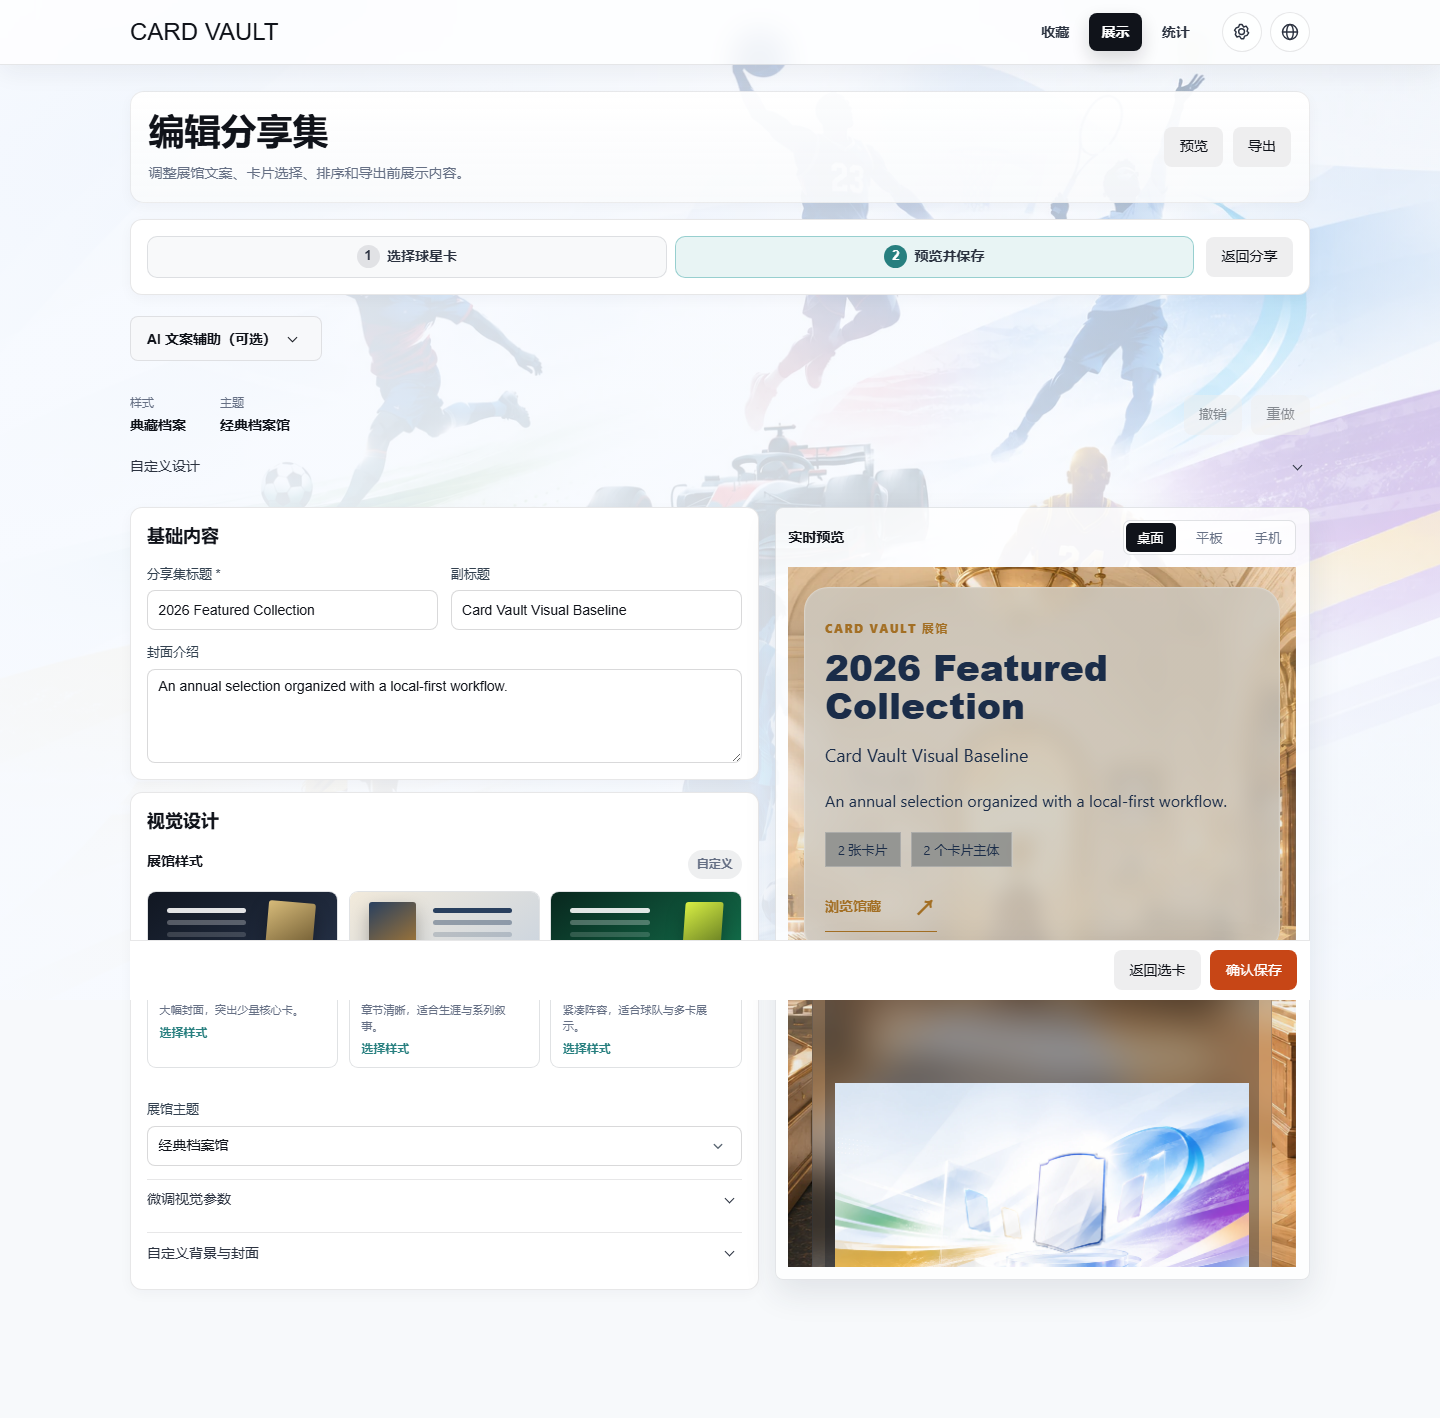 CARD VAULT
收藏
展示
统计
编辑分享集
调整展馆文案、卡片选择、排序和导出前展示内容。
预览
导出
1 选择球星卡
2 预览并保存
返回分享
AI 文案辅助（可选）
样式
主题
典藏档案
经典档案馆
撤销
重做
自定义设计
基础内容
分享集标题 *
副标题
2026 Featured Collection
Card Vault Visual Baseline
封面介绍
An annual selection organized with a local-first workflow.
视觉设计
展馆样式
自定义
大幅封面，突出少量核心卡。
选择样式
章节清晰，适合生涯与系列叙
事。
选择样式
紧凑阵容，适合球队与多卡展
示。
选择样式
展馆主题
经典档案馆
微调视觉参数
自定义背景与封面
实时预览
桌面
平板
手机
CARD VAULT 展馆
2026 Featured
Collection
Card Vault Visual Baseline
An annual selection organized with a local-first workflow.
2 张卡片
2 个卡片主体
浏览馆藏
返回选卡
确认保存
23